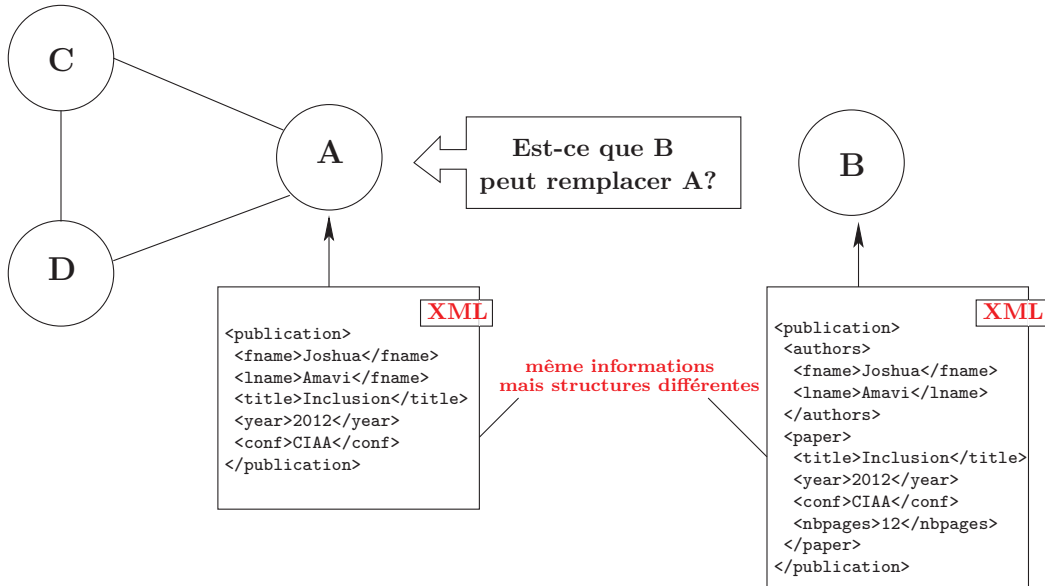 C
A
Est-ce que B
peut remplacer A?
B
D
XML
<publication>
<fname>Joshua</fname>
<lname>Amavi</fname>
<title>Inclusion</title>
<year>2012</year>
<conf>CIAA</conf>
</publication>
même informations
mais structures différentes
XML
<publication>
<authors>
<fname>Joshua</fname>
<lname>Amavi</lname>
</authors>
<paper>
<title>Inclusion</title>
<year>2012</year>
<conf>CIAA</conf>
<nbpages>12</nbpages>
</paper>
</publication>